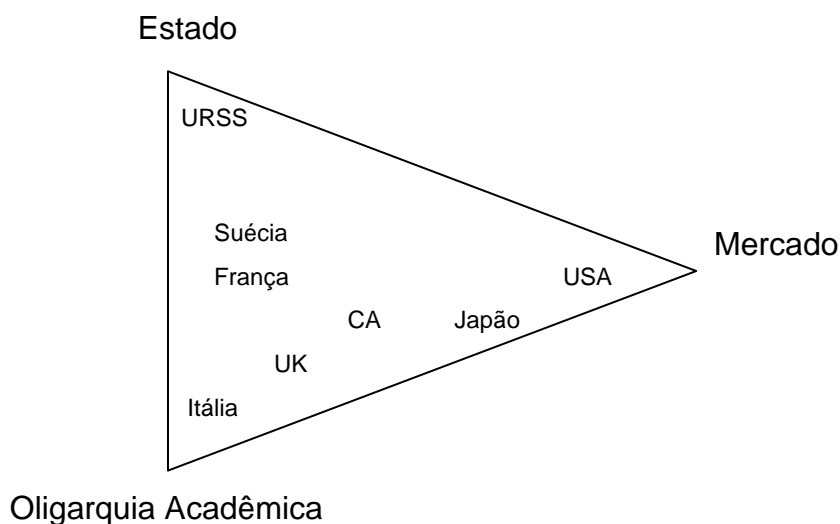 Estado
URSS
Suécia
Mercado
França
USA
CA
Japão
UK
Itália
Oligarquia Acadêmica